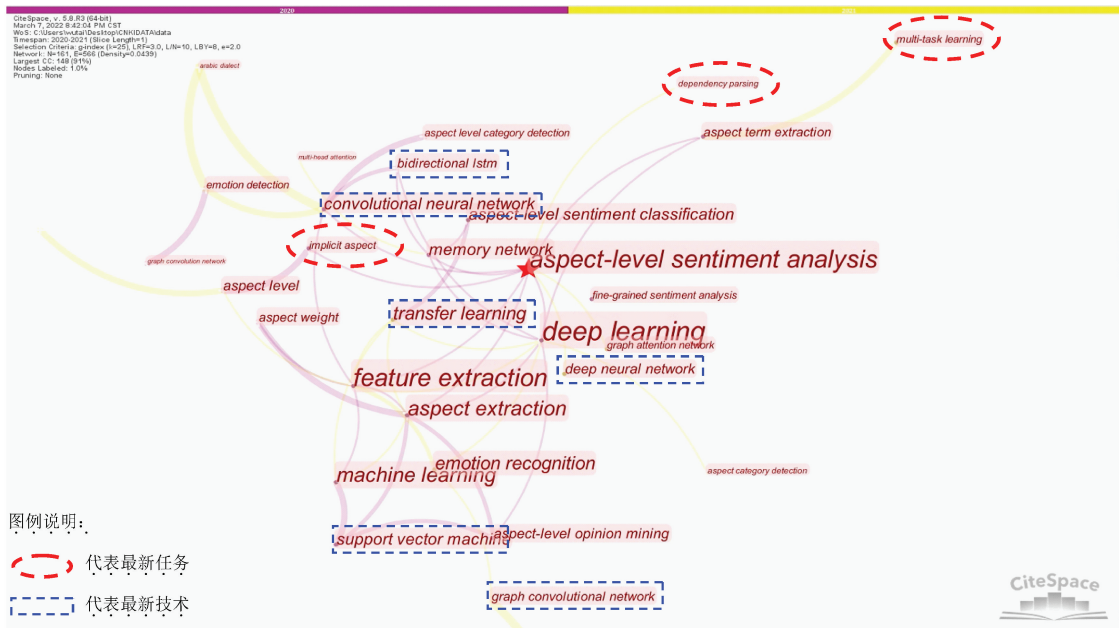 2020
2021
CiteSpace, v. 5.8.R3 (64-bit)
March 7, 2022 8:42:04 PM CST
WoS: C:\Users\wutai\Desktop\CNKIDATA\data
Timespan: 2020-2021 (Slice Length=1)
Selection Criteria: g-index (k=25), LRF=3.0, L/N=10, LBY=8, e=2.0
Network: N=161, E=566 (Density=0.0439)
Largest CC: 148 (91%)
Nodes Labeled: 1.0%
Pruning: None
multi-task learning
arabic dialect
dependency parsing
aspect level category detection
aspect term extraction
multi-head attention
bidirectional lstm
emotion detection
convolutional neural network
aspect-level sentiment classification
implicit aspect
memory network
graph convolution network
aspect-level sentiment analysis
aspect level
fine-grained sentiment analysis
aspect weight
transfer learning
deep learning
graph attention network
deep neural network
feature extraction
aspect extraction
emotion recognition
machine learning
aspect category detection
support vector machine
aspect-level opinion mining
graph convolutional network
图例说明:
代表最新任务
代表最新技术
CiteSpace